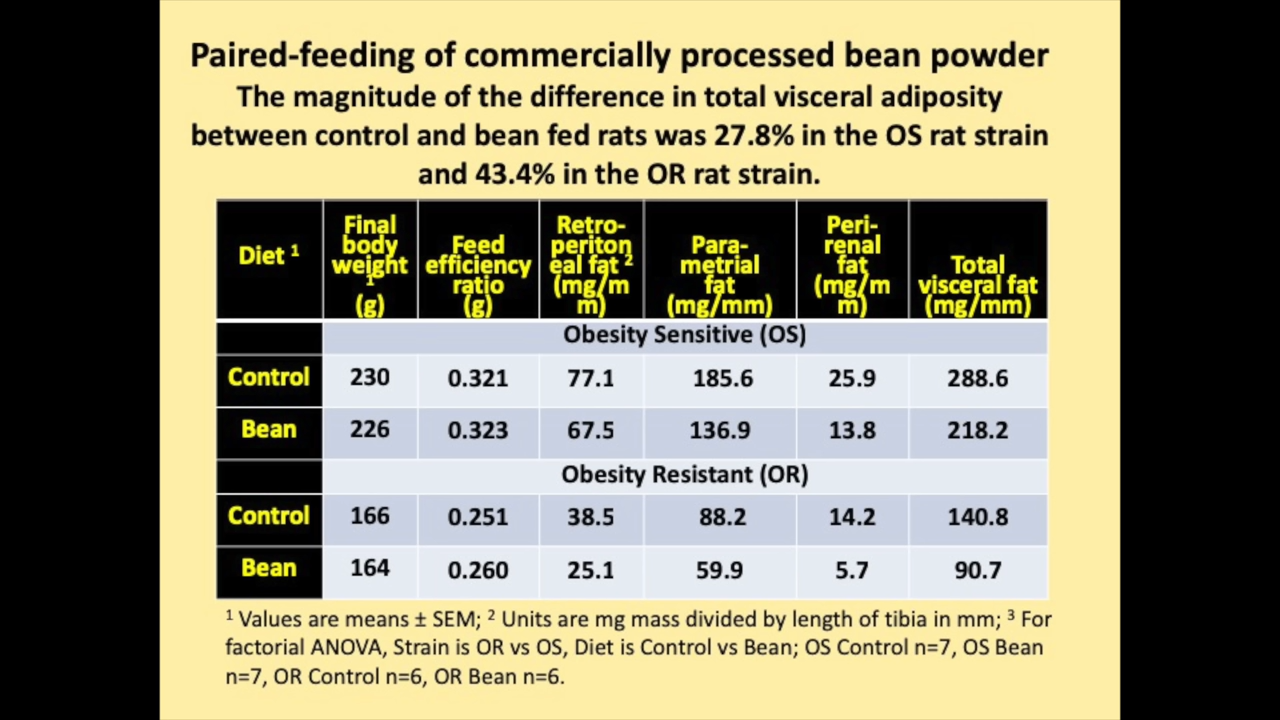 Paired-feeding of commercially processed bean powder
The magnitude of the difference in total visceral adiposity
between control and bean fed rats was 27.8% in the OS rat strain
and 43.4% in the OR rat strain.
Diet ¹ Final body weight ¹ (g) Feed efficiency ratio (g) Retro-periton eal fat ² (mg/m m) Para-metrial fat (mg/mm) Peri-renal fat (mg/m m) Total visceral fat (mg/mm)
Obesity Sensitive (OS)
Control 230 0.321 77.1 185.6 25.9 288.6
Bean 226 0.323 67.5 136.9 13.8 218.2
Obesity Resistant (OR)
Control 166 0.251 38.5 88.2 14.2 140.8
Bean 164 0.260 25.1 59.9 5.7 90.7
¹ Values are means ± SEM; ² Units are mg mass divided by length of tibia in mm; ³ For
factorial ANOVA, Strain is OR vs OS, Diet is Control vs Bean; OS Control n=7, OS Bean
n=7, OR Control n=6, OR Bean n=6.